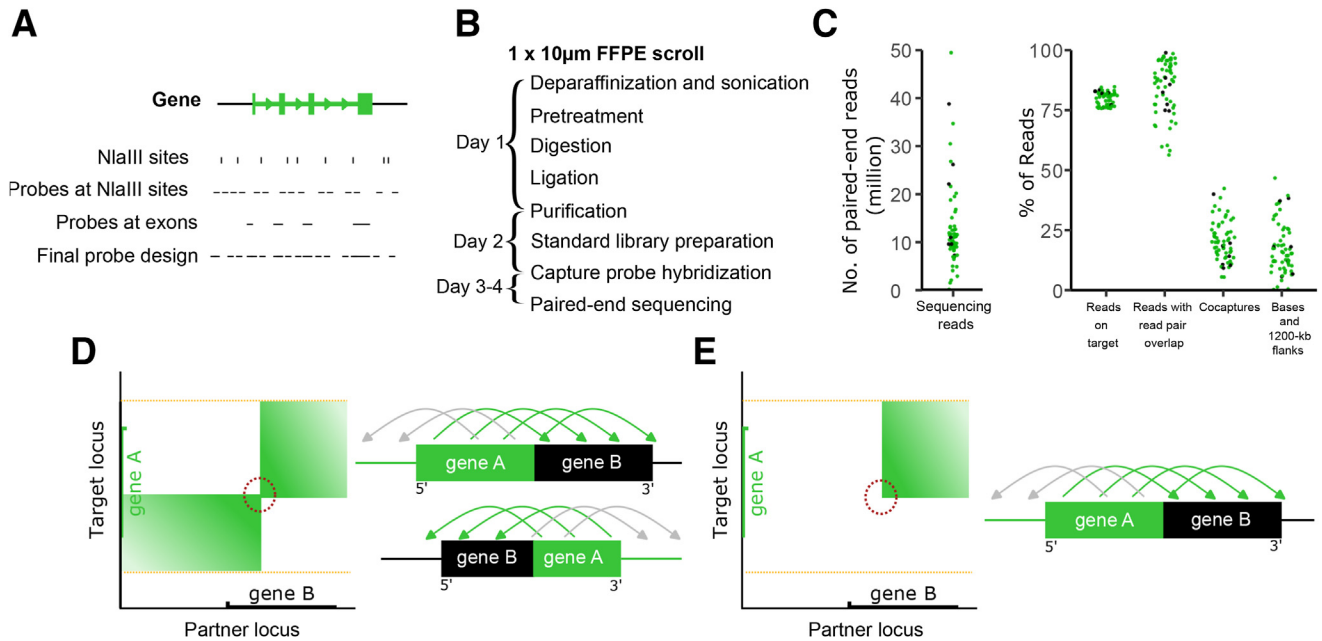 A
Gene
NlaIII sites
Probes at NlaIII sites
Probes at exons
Final probe design
B
1 x 10µm FFPE scroll
Day 1
Deparaffinization and sonication
Pretreatment
Digestion
Ligation
Purification
Day 2
Standard library preparation
Capture probe hybridization
Day 3-4
Paired-end sequencing
C
No. of paired-end reads
(million)
50
40
30
20
10
0
Sequencing
reads
% of Reads
100
75
50
25
0
Reads
on
target
Reads with
read pair
overlap
Cocaptures
Bases
and
1200-kb
flanks
D
Target locus
gene A
gene B
Partner locus
gene A gene B
5' 3'
gene B gene A
5' 3'
E
Target locus
gene A
gene B
Partner locus
gene A gene B
5' 3'